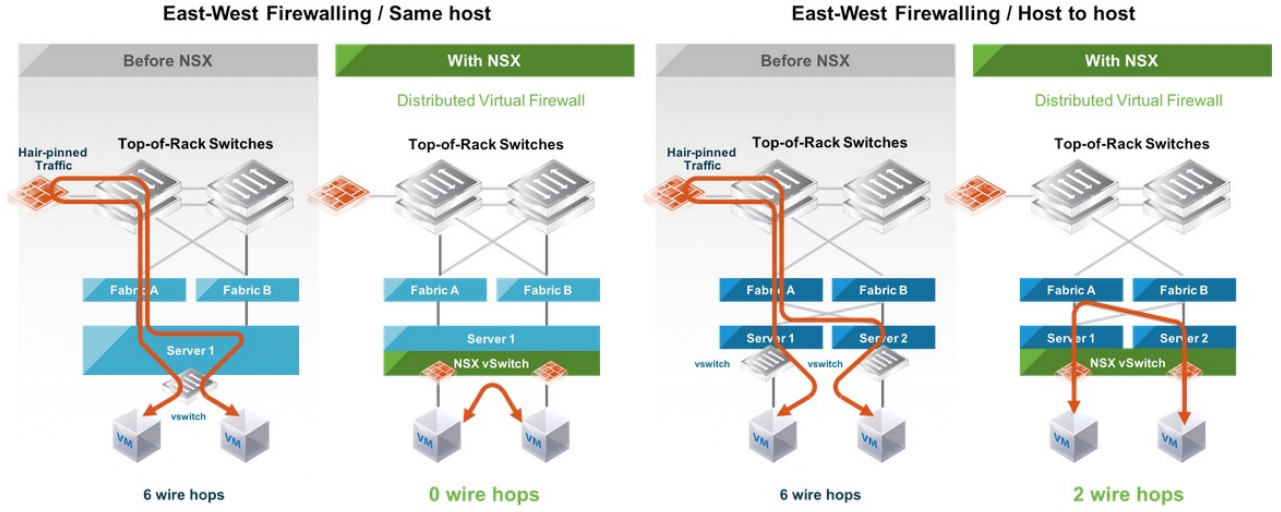 East-West Firewalling / Same host
Before NSX
Hair-pinned
Traffic
Top-of-Rack Switches
Fabric A
Fabric B
Server 1
vswitch
VM
VM
6 wire hops
With NSX
Distributed Virtual Firewall
Top-of-Rack Switches
Fabric A
Fabric B
Server 1
NSX vSwitch
VM
VM
0 wire hops
East-West Firewalling / Host to host
Before NSX
Hair-pinned
Traffic
Top-of-Rack Switches
Fabric A
Fabric B
Server 1
Server 2
vswitch
vswitch
VM
VM
6 wire hops
With NSX
Distributed Virtual Firewall
Top-of-Rack Switches
Fabric A
Fabric B
Server 1
Server 2
NSX vSwitch
VM
VM
2 wire hops